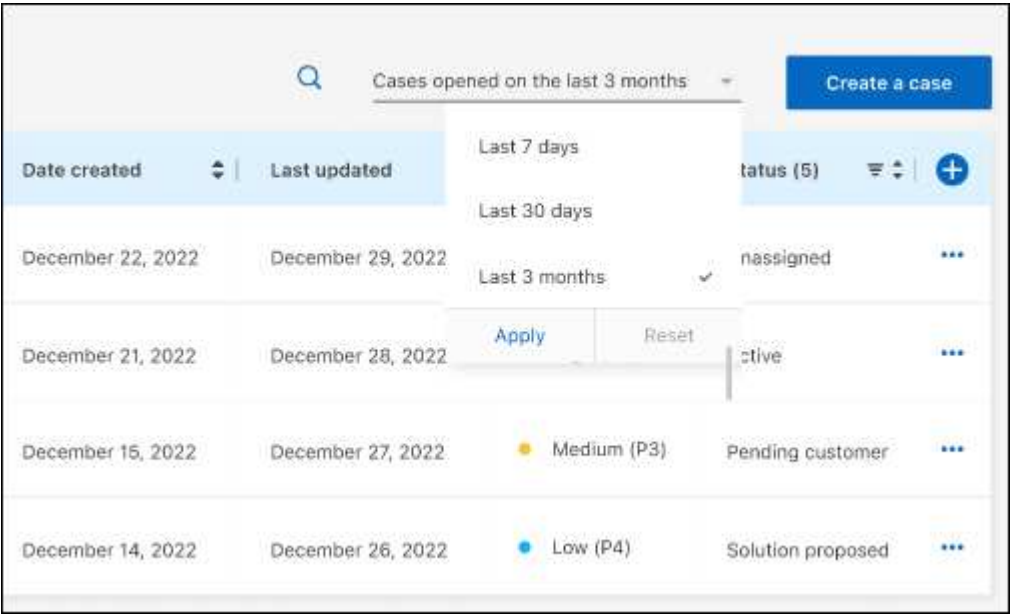 Cases opened on the last 3 months
Create a case
Date created
Last updated
tatus (5)
Last 7 days
Last 30 days
Last 3 months
Apply
Reset
December 22, 2022
December 29, 2022
nassigned
December 21, 2022
December 28, 2022
ctive
December 15, 2022
December 27, 2022
Medium (P3)
Pending customer
December 14, 2022
December 26, 2022
Low (P4)
Solution proposed